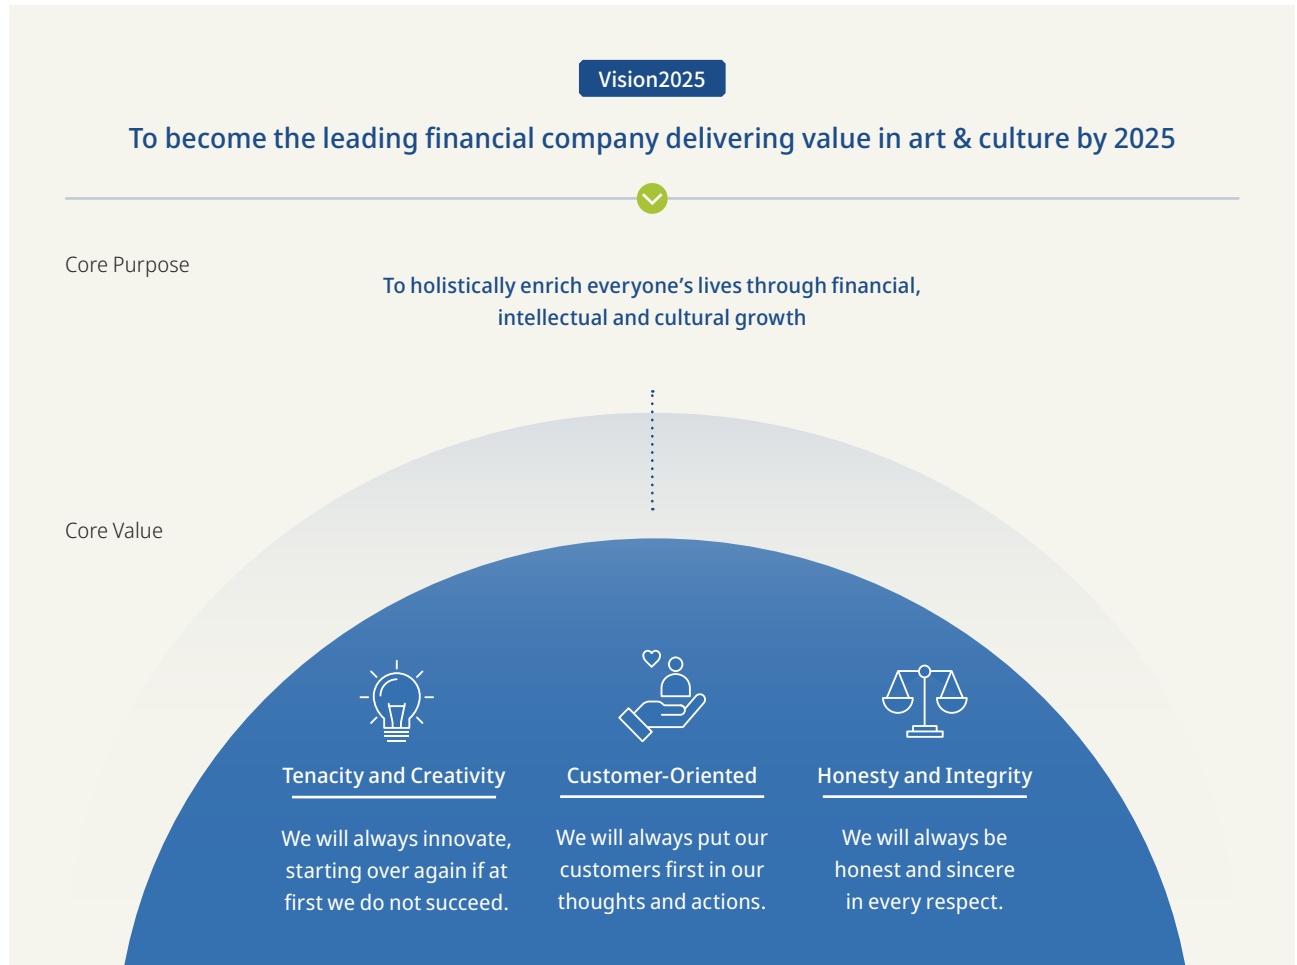 Vision2025
To become the leading financial company delivering value in art & culture by 2025
Core Purpose
To holistically enrich everyone’s lives through financial,
intellectual and cultural growth
Core Value
Tenacity and Creativity
We will always innovate,
starting over again if at
first we do not succeed.
Customer-Oriented
We will always put our
customers first in our
thoughts and actions.
Honesty and Integrity
We will always be
honest and sincere
in every respect.